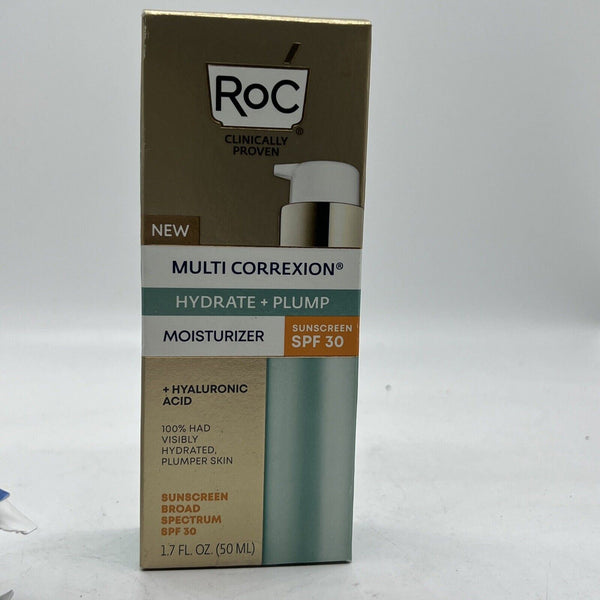 RoC®
CLINICALLY
PROVEN
NEW
MULTI CORREXION®
HYDRATE + PLUMP
MOISTURIZER
SUNSCREEN
SPF 30
+ HYALURONIC
ACID
100% HAD
VISIBLY
HYDRATED,
PLUMPER SKIN
SUNSCREEN
BROAD
SPECTRUM
SPF 30
1.7 FL. OZ. (50 ML)